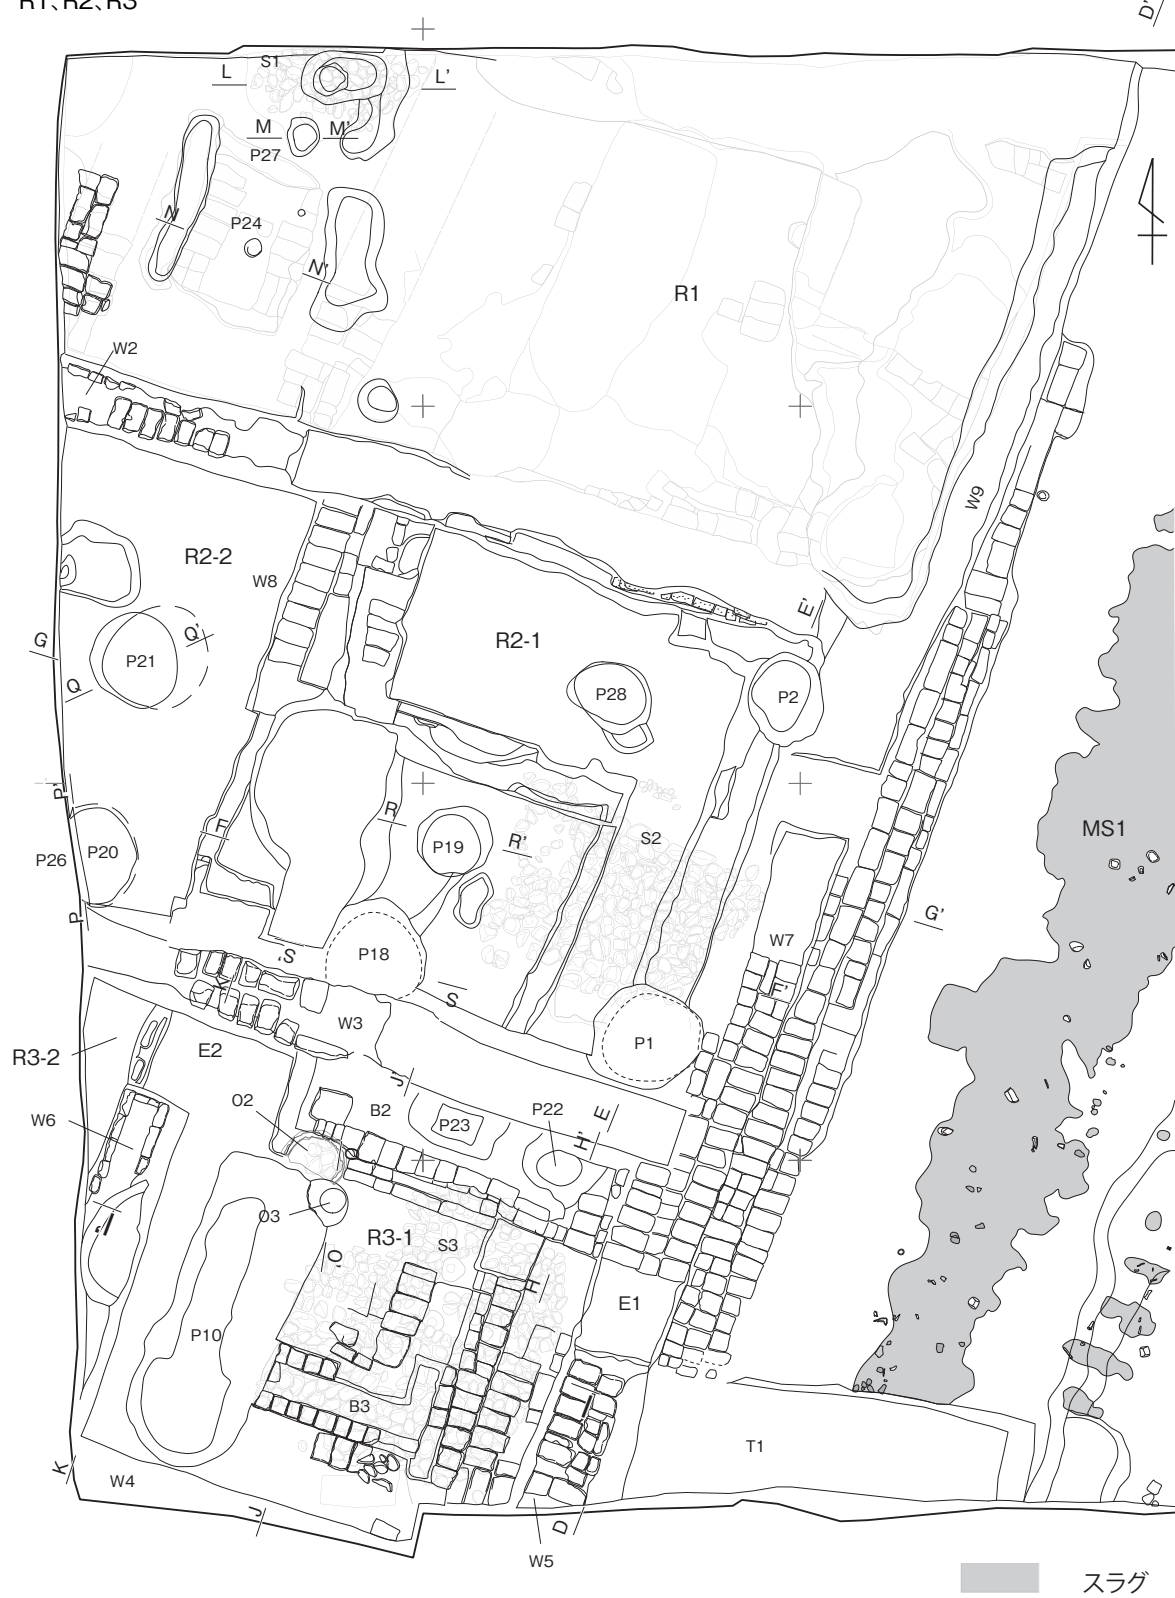 R1、R2、R3
D'
S1
L
L'
M
M'
P27
N
P24
N'
R1
W2
W9
R2-2
W8
E'
R2-1
G
Q'
P21
Q
P28
P2
P'
R
F
S2
MS1
P19
R'
P26
P20
P
G'
W7
P18
S'
S
F'
W3
P1
R3-2
E2
J'
O2
B2
P22
E
P23
H'
W6
O3
R3-1
S3
O'
H
E1
P10
B3
T1
K
W4
J
D
W5
スラグ